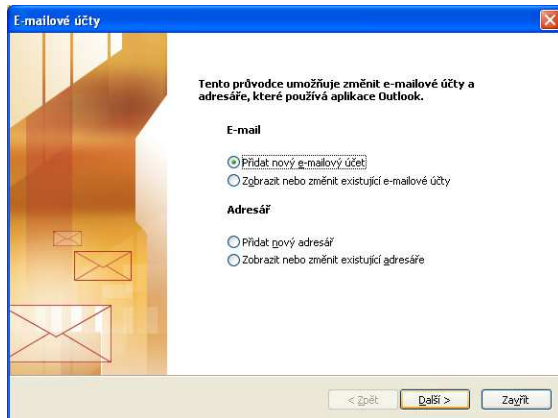 E-mailové účty
Tento průvodce umožňuje změnit e-mailové účty a
adresáře, které používá aplikace Outlook.
E-mail
Přidat nový e-mailový účet
Zobrazit nebo změnit existující e-mailové účty
Adresář
Přidat nový adresář
Zobrazit nebo změnit existující adresáře
< Zpět
Další >
Zavřít